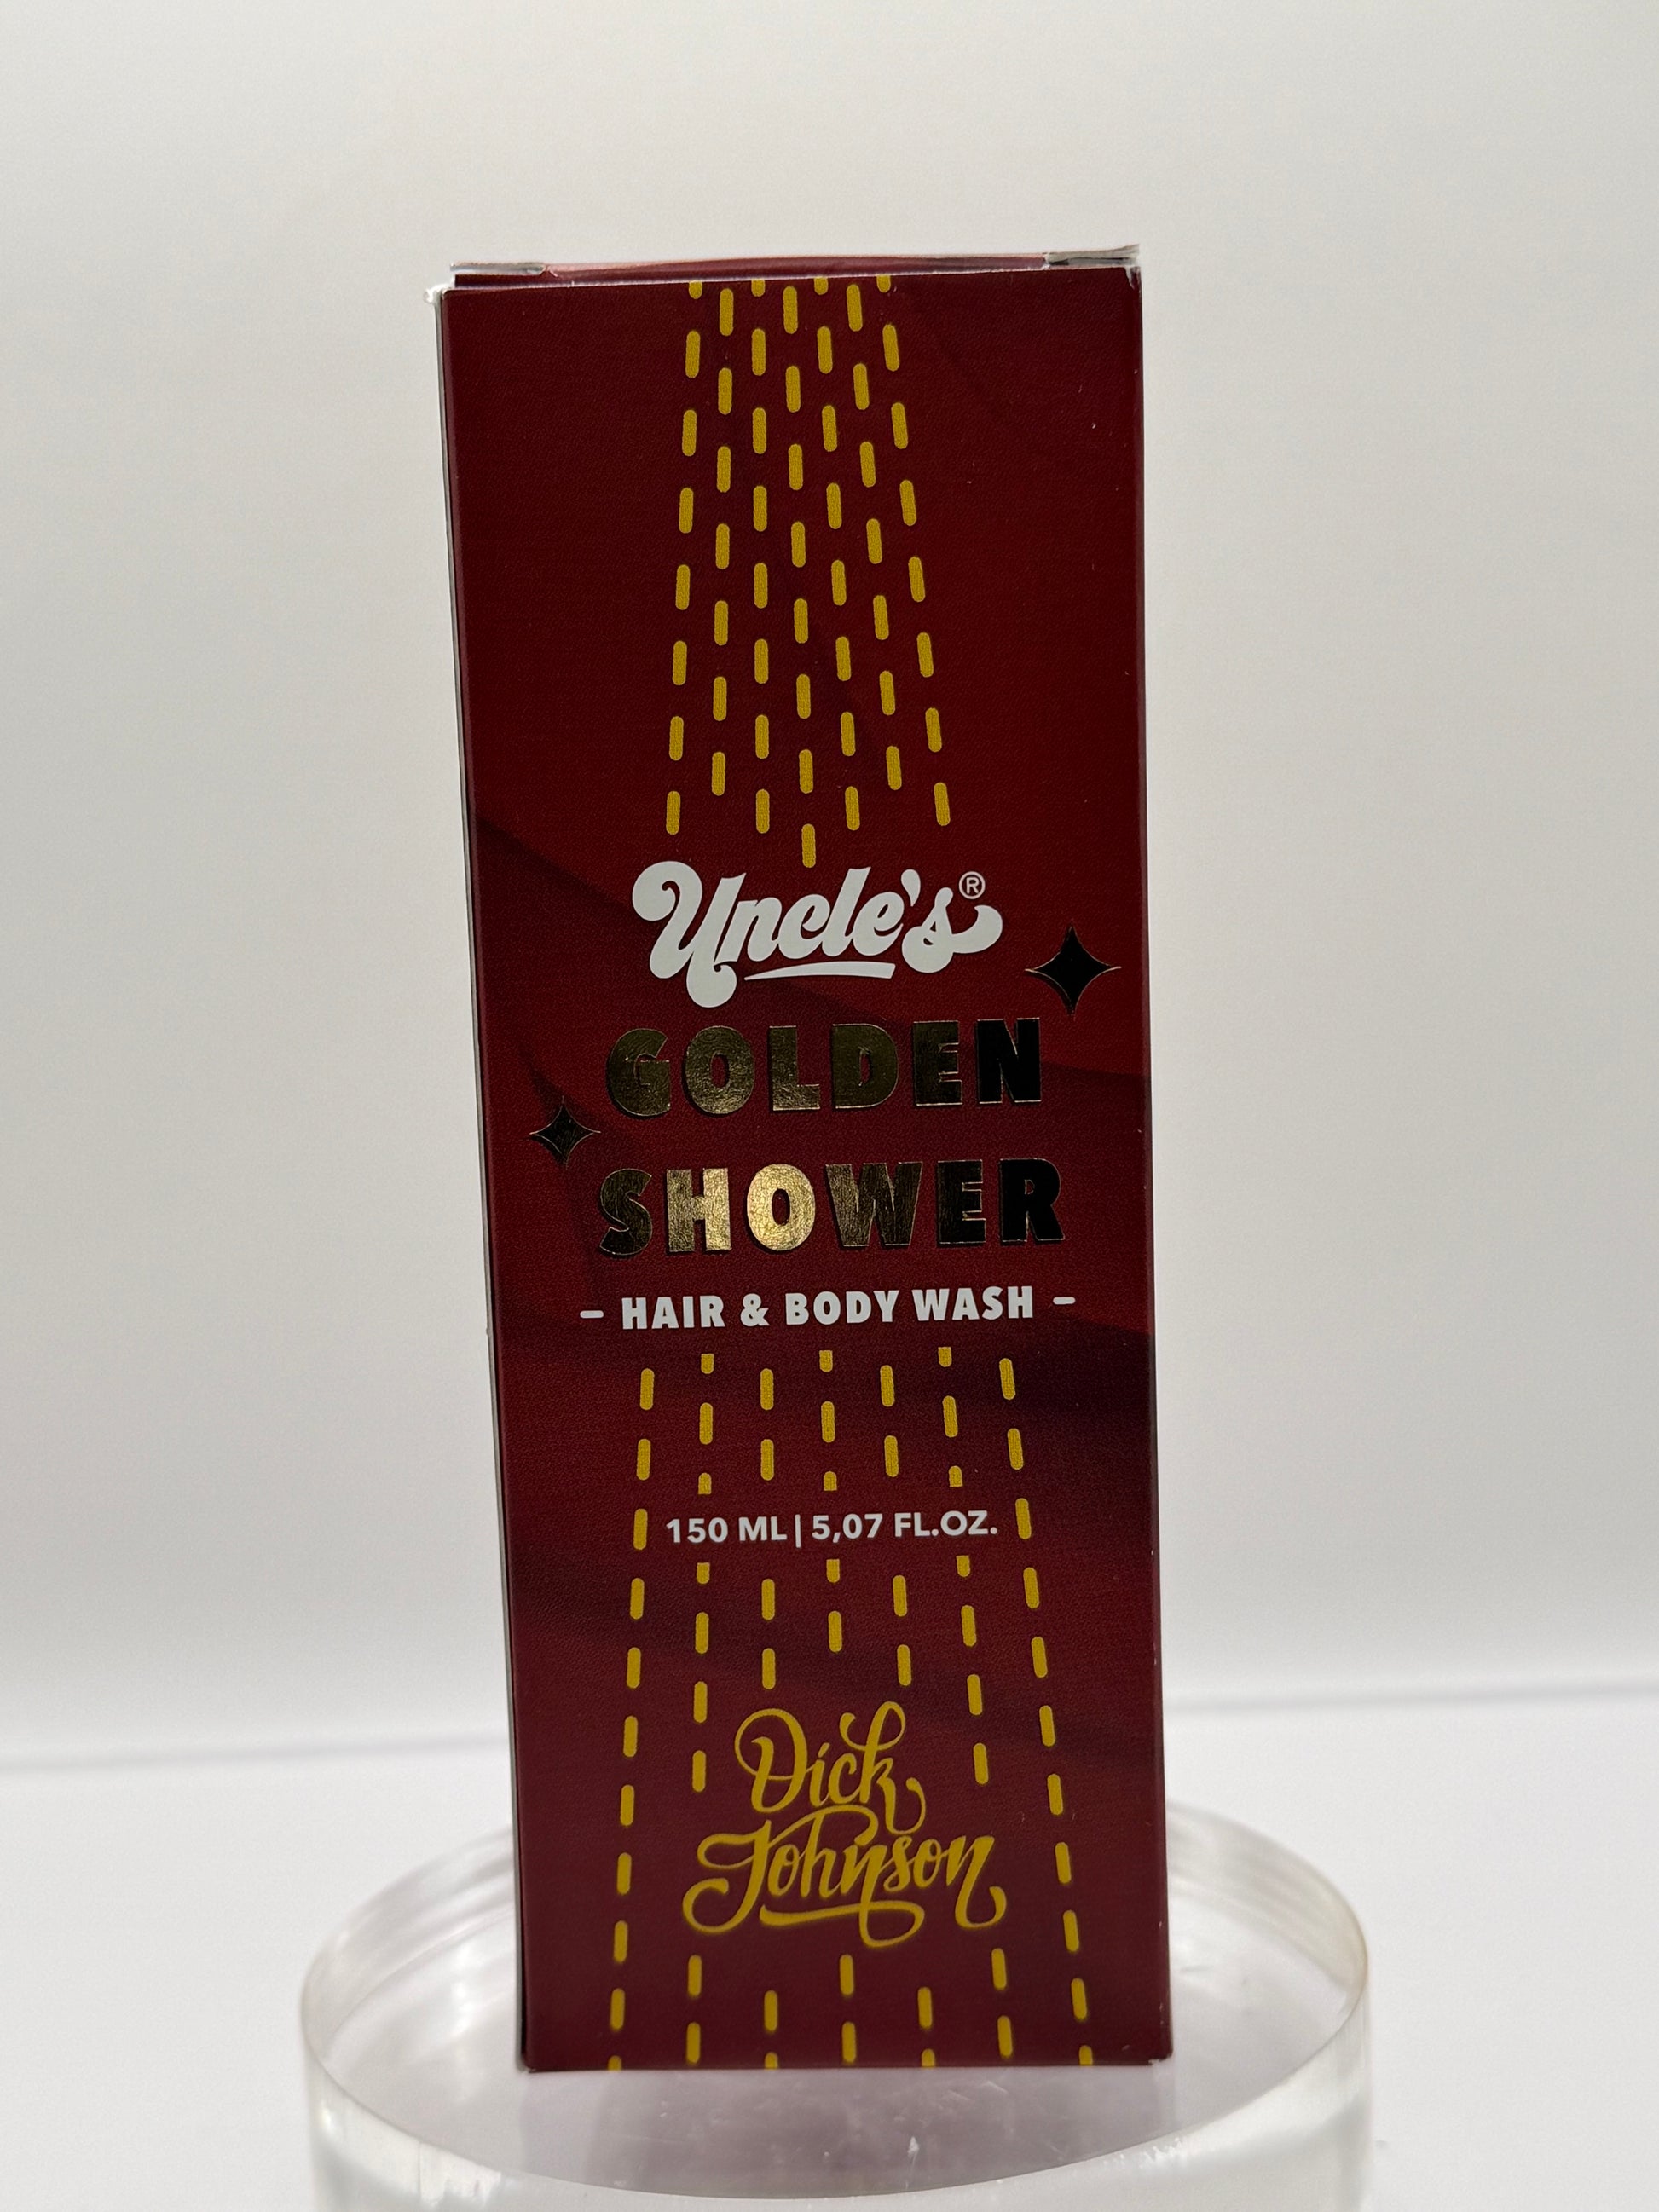 Uncle's®
GOLDEN
SHOWER
– HAIR & BODY WASH –
150 ML | 5,07 FL.OZ.
Dick
Johnson